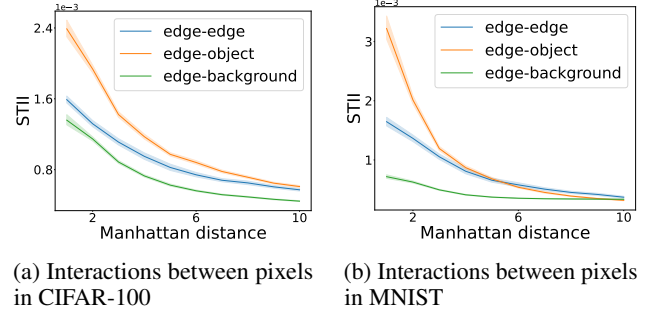 1e-3
2.4
1.6
0.8
STII
edge-edge
edge-object
edge-background
2 6 10
Manhattan distance
(a) Interactions between pixels
in CIFAR-100
1e-3
3
2
1
STII
edge-edge
edge-object
edge-background
2 6 10
Manhattan distance
(b) Interactions between pixels
in MNIST